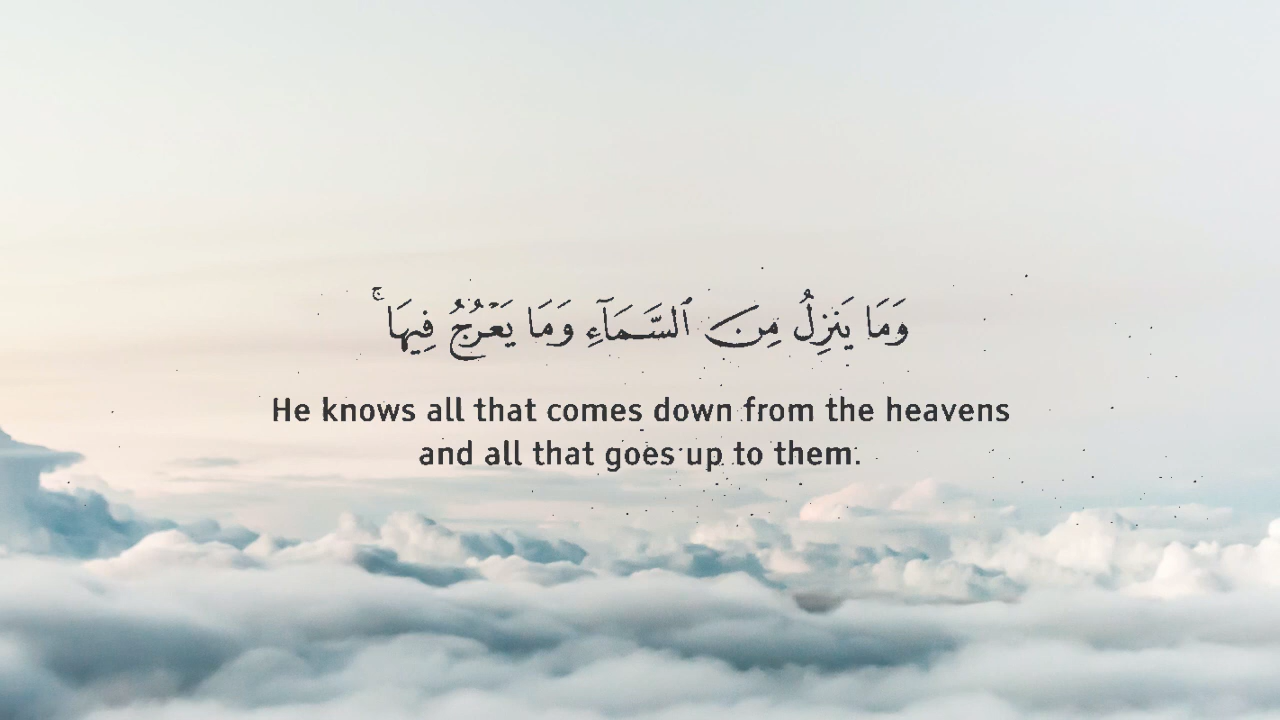 وَمَا يَنزِلُ مِنَ ٱلسَّمَآءِ وَمَا يَعْرُجُ فِيهَا ۚ
He knows all that comes down from the heavens
and all that goes up to them.